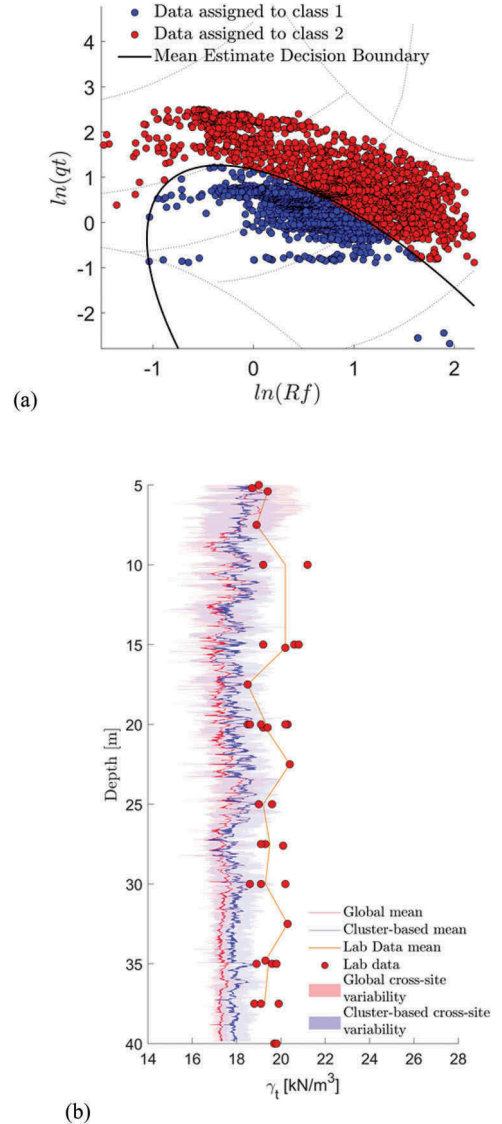 Data assigned to class 1
Data assigned to class 2
Mean Estimate Decision Boundary
4
3
2
1
0
-1
-2
ln(qt)
-1
0
1
2
ln(Rf)
(a)
5
10
15
20
25
30
35
40
Depth [m]
Global mean
Cluster-based mean
Lab Data mean
Lab data
Global cross-site
variability
Cluster-based cross-site
variability
14
16
18
20
22
24
26
28
γt [kN/m³]
(b)